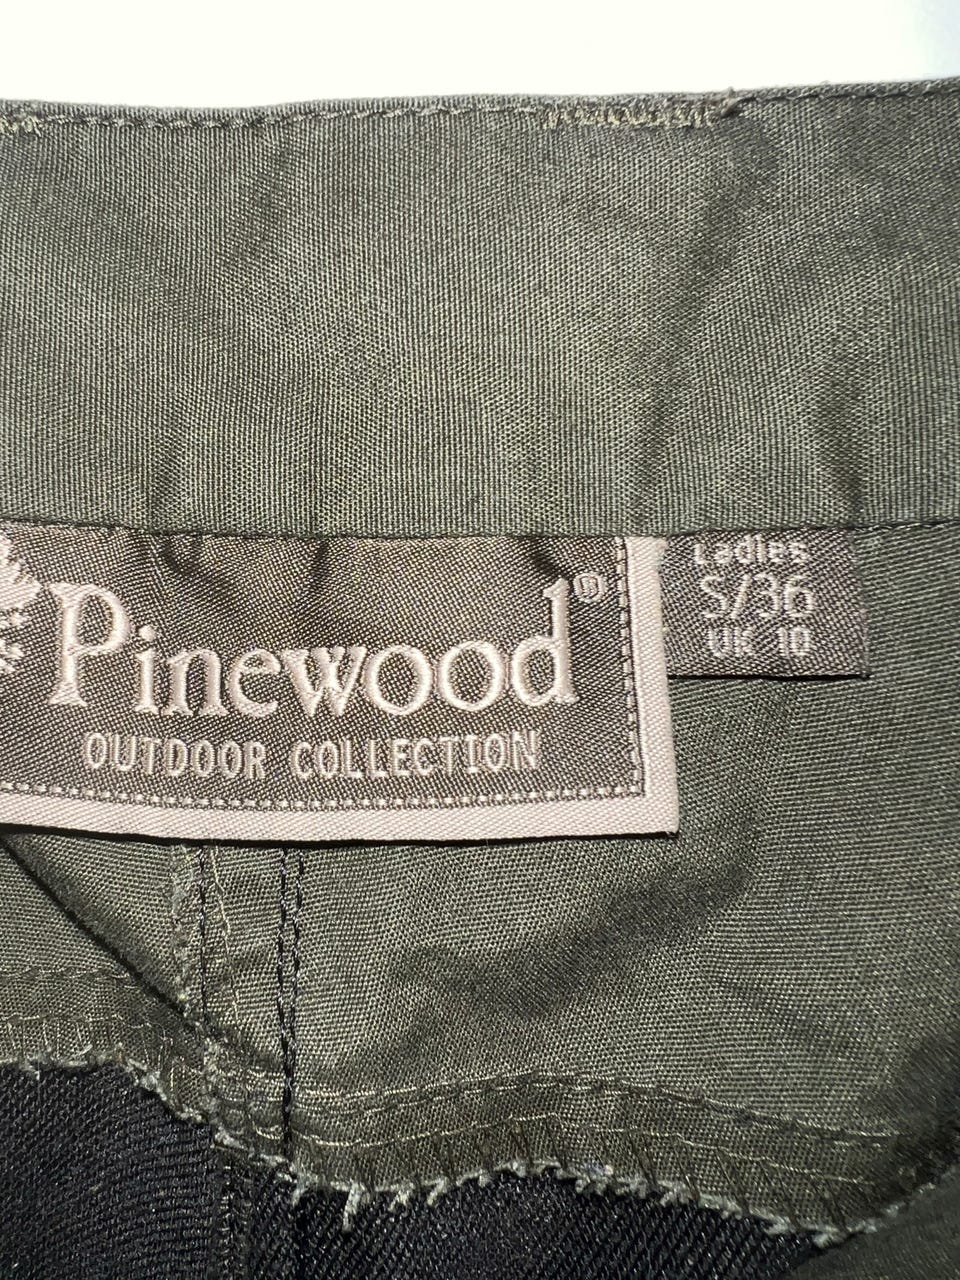 Pinewood®
OUTDOOR COLLECTION
Ladies
S/36
UK 10